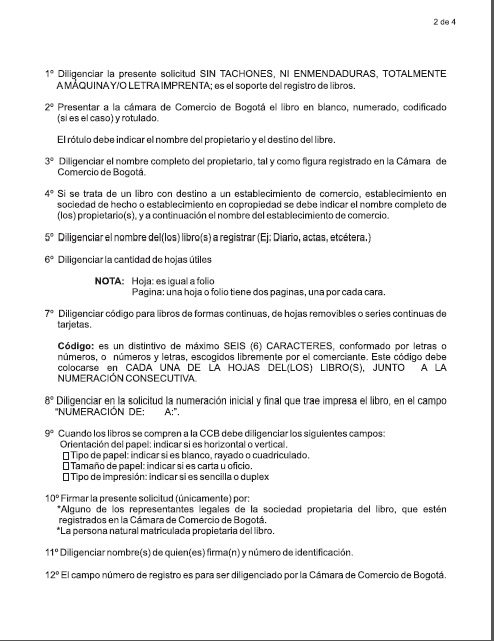 2 de 4
1º Diligenciar la presente solicitud SIN TACHONES, NI ENMENDADURAS, TOTALMENTE
A MÁQUINA Y/O LETRA IMPRENTA; es el soporte del registro de libros.
2º Presentar a la cámara de Comercio de Bogotá el libro en blanco, numerado, codificado
(si es el caso) y rotulado.
El rótulo debe indicar el nombre del propietario y el destino del libre.
3º Diligenciar el nombre completo del propietario, tal y como figura registrado en la Cámara de
Comercio de Bogotá.
4º Si se trata de un libro con destino a un establecimiento de comercio, establecimiento en
sociedad de hecho o establecimiento en copropiedad se debe indicar el nombre completo de
(los) propietario(s), y a continuación el nombre del establecimiento de comercio.
5º Diligenciar el nombre del(los) libro(s) a registrar (Ej: Diario, actas, etcétera.)
6º Diligenciar la cantidad de hojas útiles
NOTA: Hoja: es igual a folio
Pagina: una hoja o folio tiene dos paginas, una por cada cara.
7º Diligenciar código para libros de formas continuas, de hojas removibles o series continuas de
tarjetas.
Código: es un distintivo de máximo SEIS (6) CARACTERES, conformado por letras o
números, o números y letras, escogidos libremente por el comerciante. Este código debe
colocarse en CADA UNA DE LA HOJAS DEL(LOS) LIBRO(S), JUNTO A LA
NUMERACIÓN CONSECUTIVA.
8º Diligenciar en la solicitud la numeración inicial y final que trae impresa el libro, en el campo
“NUMERACIÓN DE: A:”.
9º Cuando los libros se compren a la CCB debe diligenciar los siguientes campos:
Orientación del papel: indicar si es horizontal o vertical.
Tipo de papel: indicar si es blanco, rayado o cuadriculado.
Tamaño de papel: indicar si es carta u oficio.
Tipo de impresión: indicar si es sencilla o duplex
10º Firmar la presente solicitud (únicamente) por:
*Alguno de los representantes legales de la sociedad propietaria del libro, que estén
registrados en la Cámara de Comercio de Bogotá.
*La persona natural matriculada propietaria del libro.
11º Diligenciar nombre(s) de quien(es) firma(n) y número de identificación.
12º El campo número de registro es para ser diligenciado por la Cámara de Comercio de Bogotá.